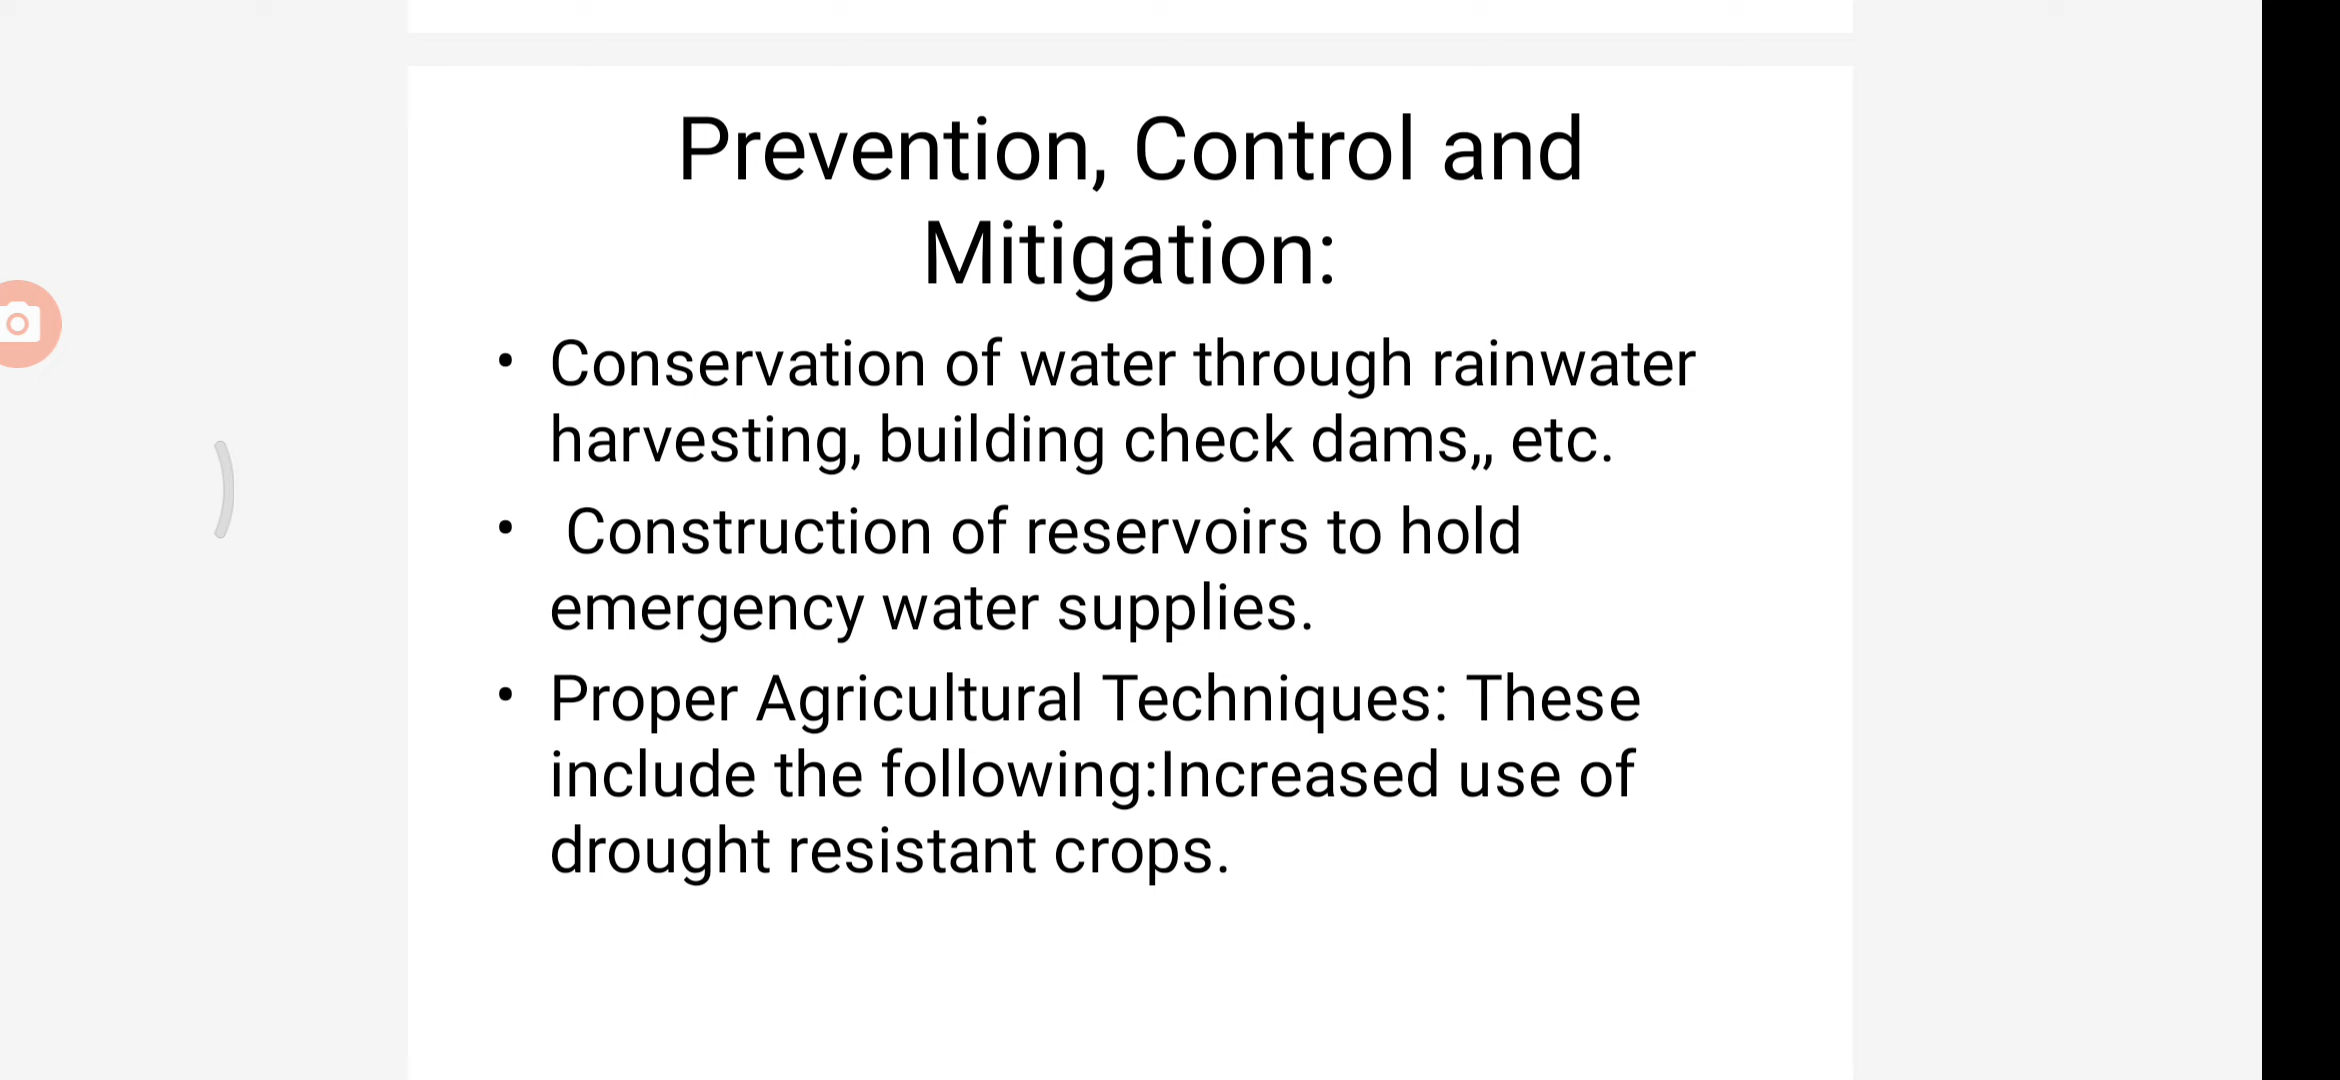 Prevention, Control and
Mitigation:
• Conservation of water through rainwater
harvesting, building check dams,, etc.
• Construction of reservoirs to hold
emergency water supplies.
• Proper Agricultural Techniques: These
include the following:Increased use of
drought resistant crops.